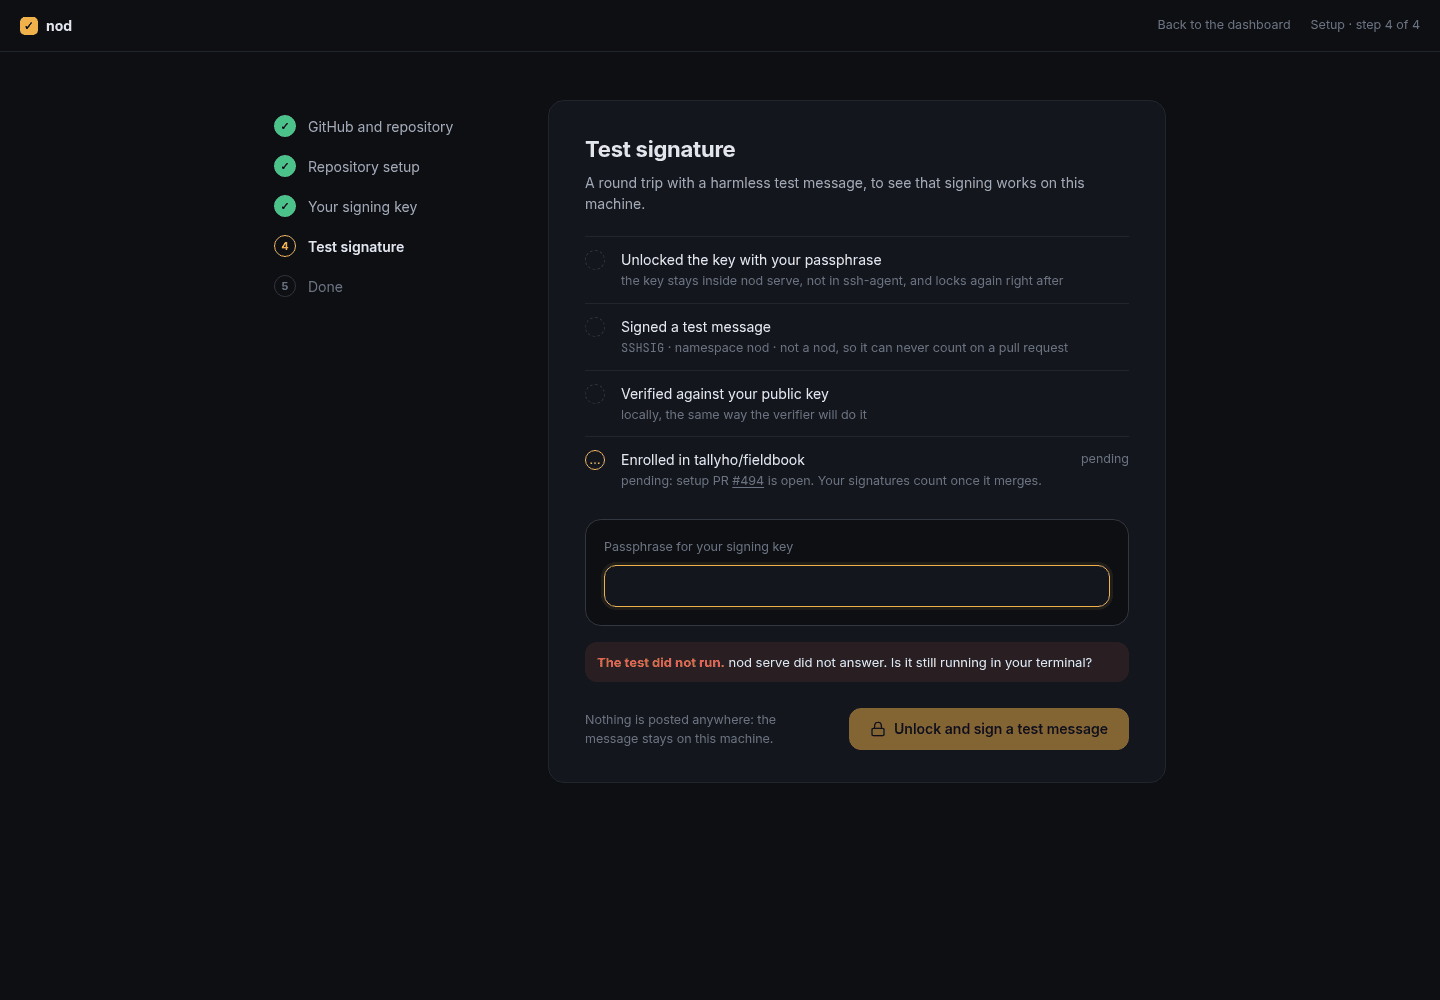 ✓ nod
Back to the dashboard
Setup · step 4 of 4
✓ GitHub and repository
✓ Repository setup
✓ Your signing key
4 Test signature
5 Done
Test signature
A round trip with a harmless test message, to see that signing works on this
machine.
Unlocked the key with your passphrase
the key stays inside nod serve, not in ssh-agent, and locks again right after
Signed a test message
SSHSIG · namespace nod · not a nod, so it can never count on a pull request
Verified against your public key
locally, the same way the verifier will do it
… Enrolled in tallyho/fieldbook
pending
pending: setup PR #494 is open. Your signatures count once it merges.
Passphrase for your signing key
The test did not run. nod serve did not answer. Is it still running in your terminal?
Nothing is posted anywhere: the
message stays on this machine.
Unlock and sign a test message